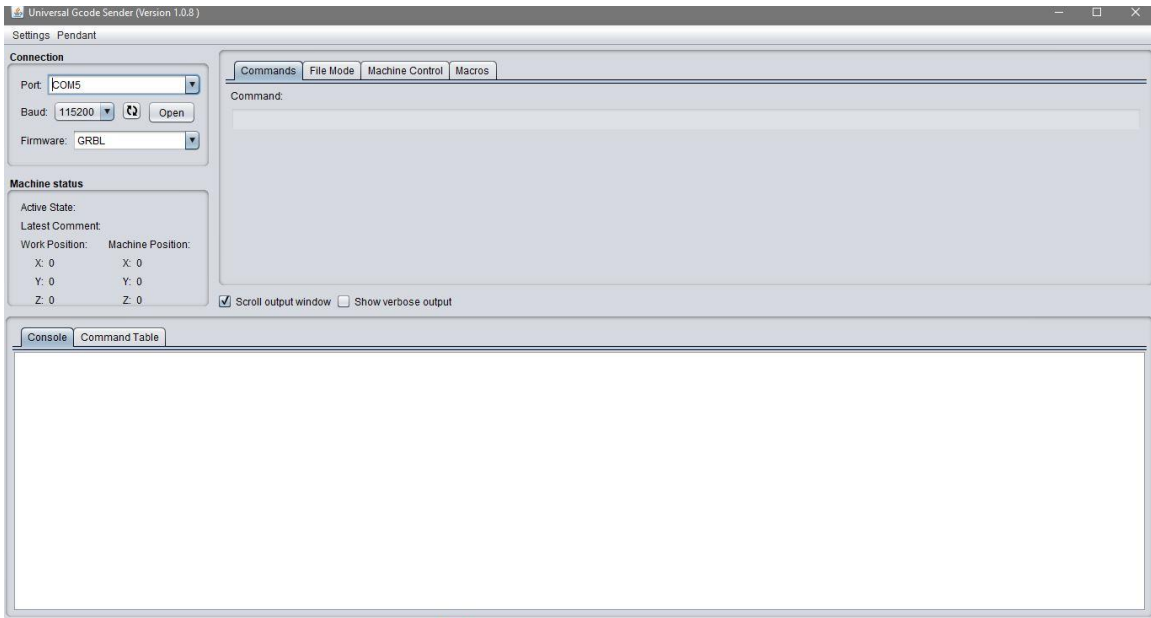 Universal Gcode Sender (Version 1.0.8 )
Settings Pendant
Connection
Port: COM5
Baud: 115200 Open
Firmware: GRBL
Commands File Mode Machine Control Macros
Command:
Machine status
Active State:
Latest Comment:
Work Position: Machine Position:
X: 0 X: 0
Y: 0 Y: 0
Z: 0 Z: 0
Scroll output window Show verbose output
Console Command Table